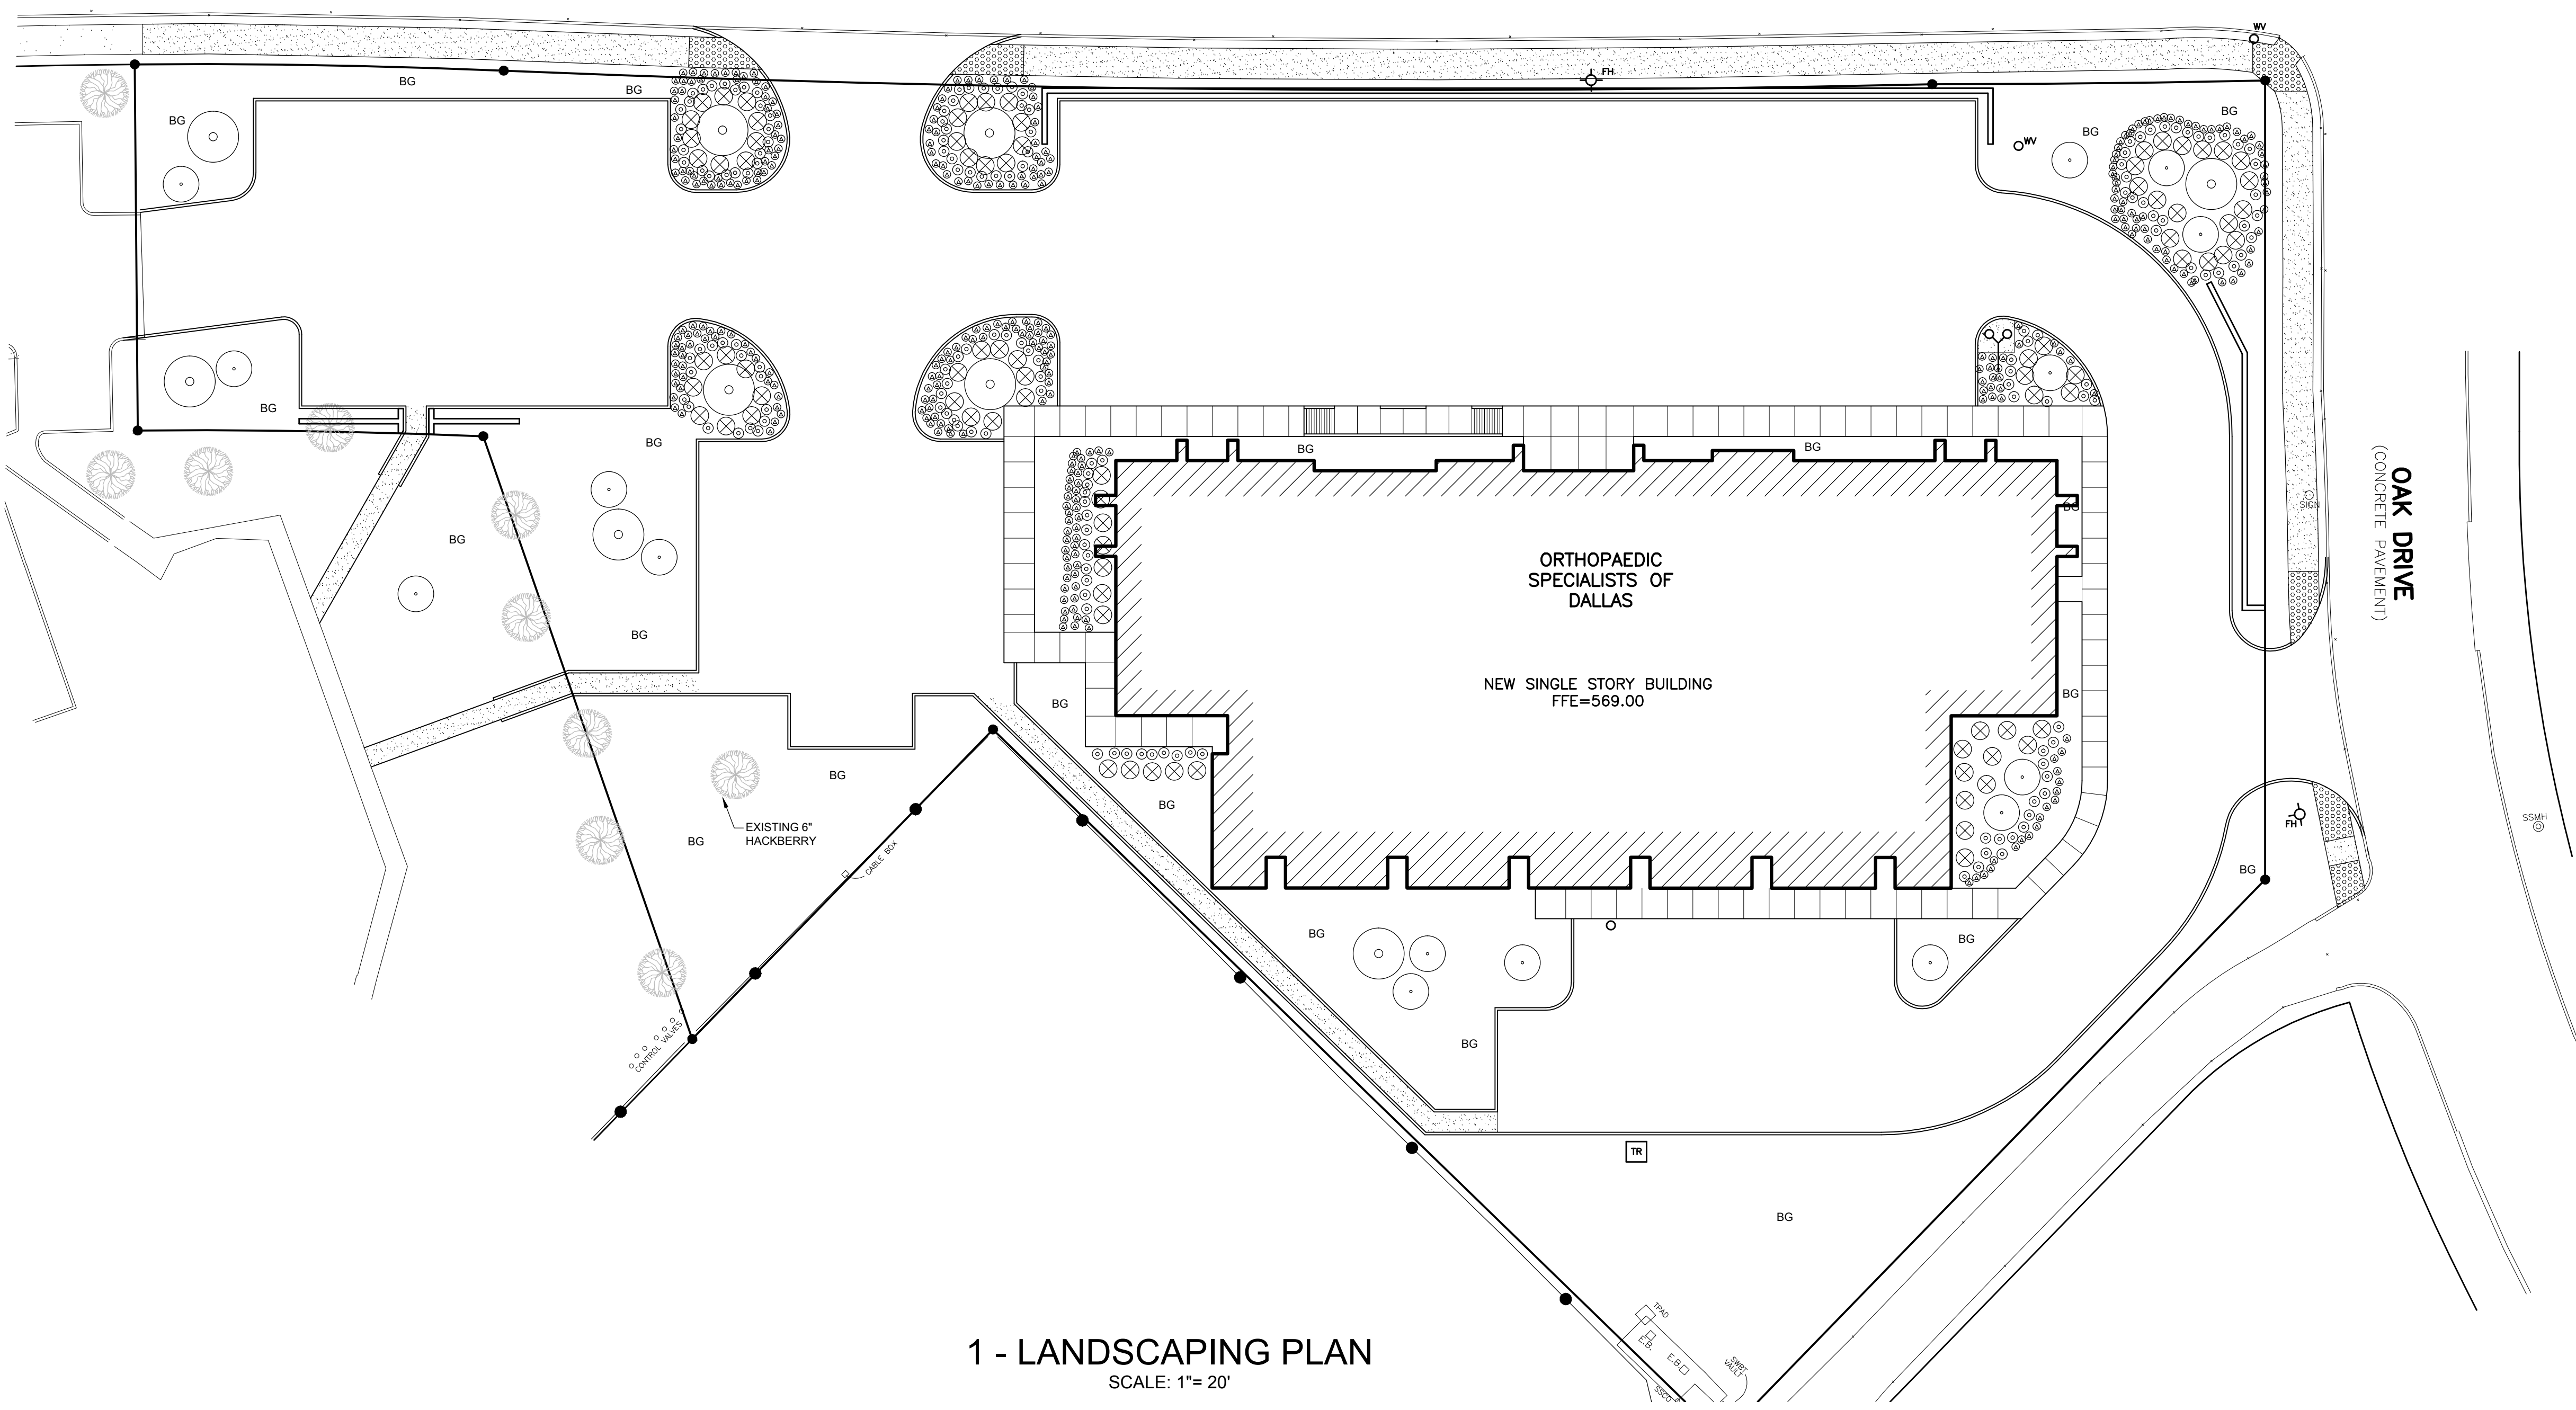 WV
FH
BG
BG
BG
BG
BG
BG
WV
BG
BG
BG
BG
BG
OAK DRIVE
(CONCRETE PAVEMENT)
SIGN
BG
BG
ORTHOPAEDIC
SPECIALISTS OF
DALLAS
BG
NEW SINGLE STORY BUILDING
FFE=569.00
BG
BG
BG
BG
EXISTING 6"
HACKBERRY
BG
CABLE BOX
FH
SSMH
BG
BG
BG
CONTROL VALVES
BG
TR
BG
TPAD
E.B.
E.B.
SWBT
VAULT
SSCO
1 - LANDSCAPING PLAN
SCALE: 1"= 20'